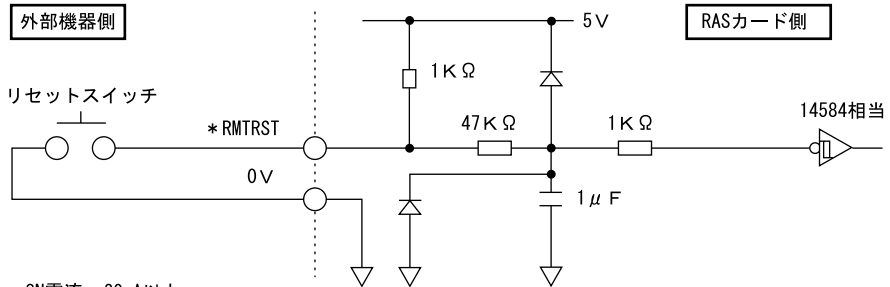 外部機器側
RASカード側
5V
1KΩ
リセットスイッチ
*RMTRST
47KΩ
1KΩ
14584相当
0V
1μF